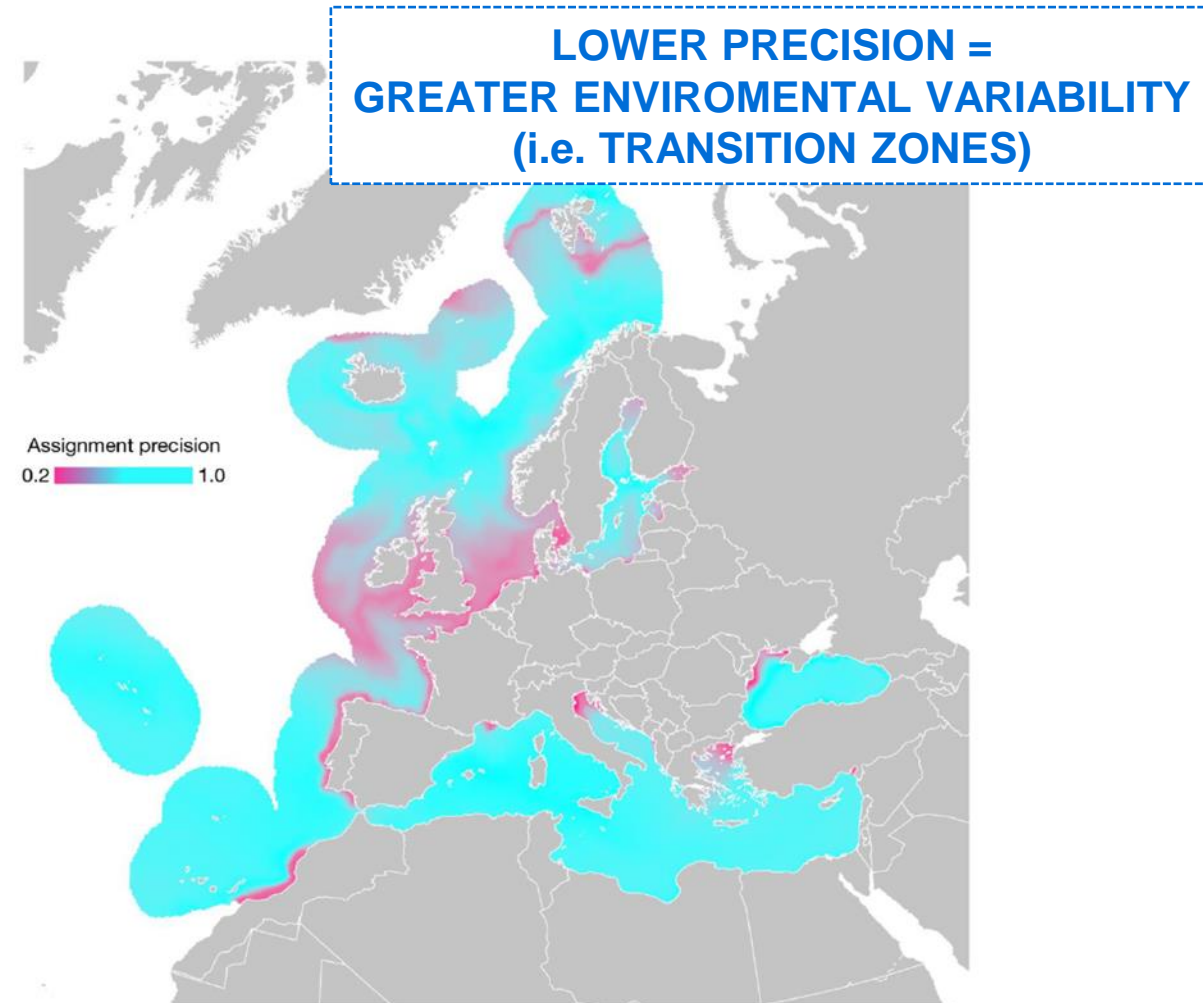 LOWER PRECISION =
GREATER ENVIROMENTAL VARIABILITY
(i.e. TRANSITION ZONES)
Assignment precision
0.2 1.0